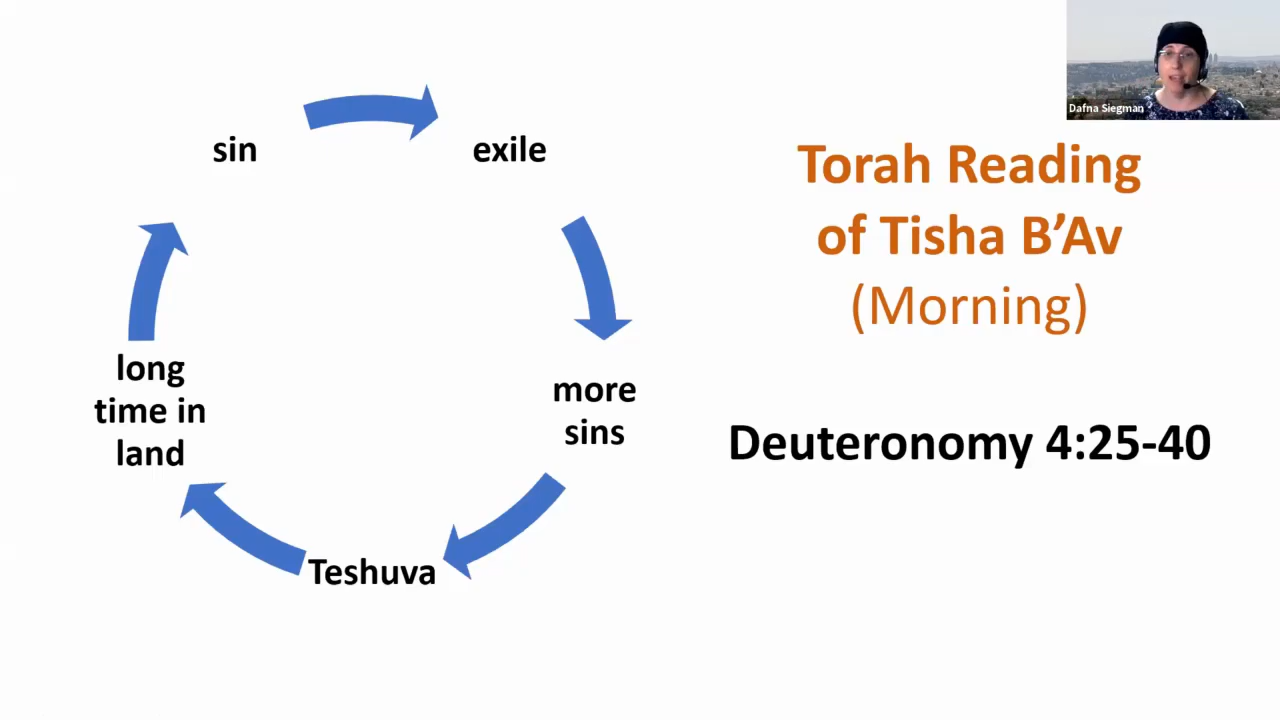 Dafna Siegman
Torah Reading
of Tisha B’Av
(Morning)
Deuteronomy 4:25-40
sin
exile
more
sins
Teshuva
long
time in
land